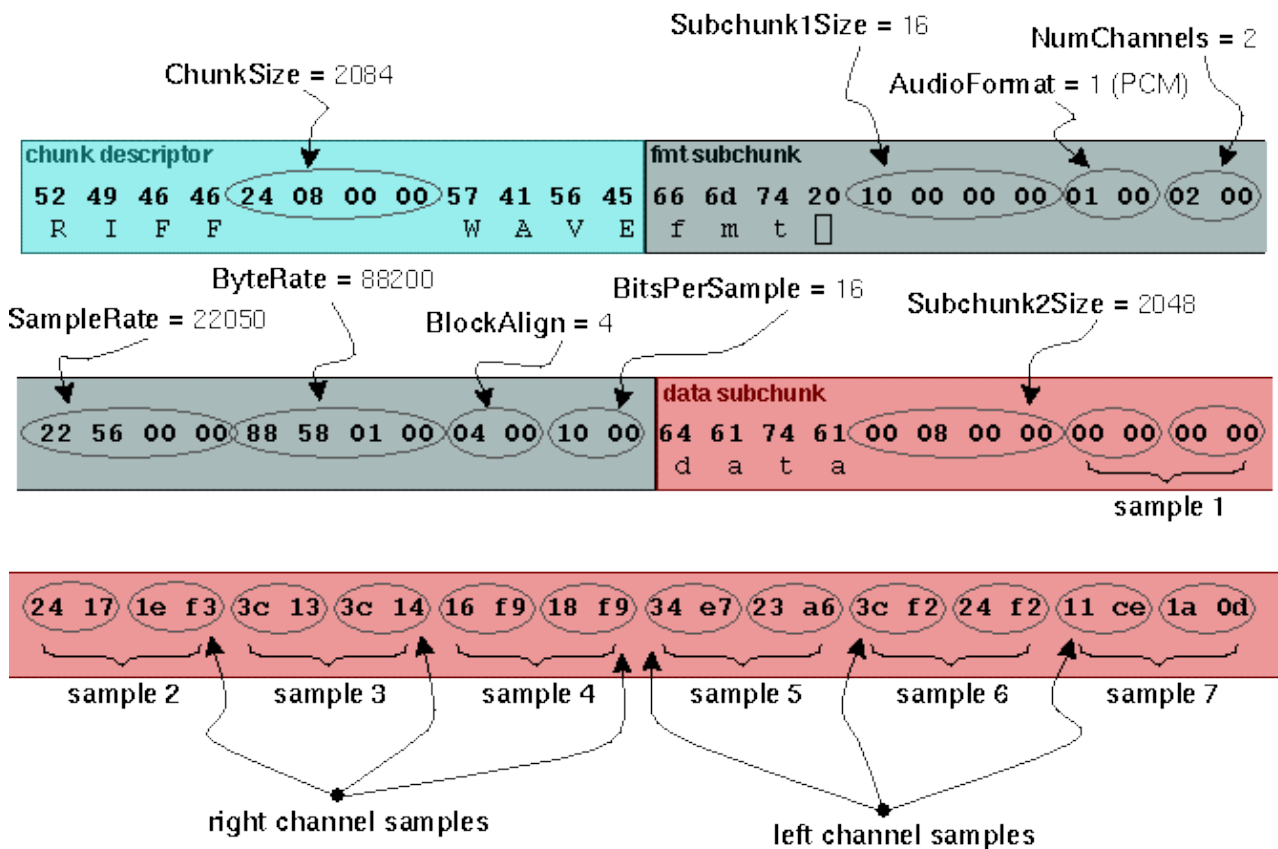 Subchunk1Size = 16
NumChannels = 2
ChunkSize = 2084
AudioFormat = 1 (PCM)
chunk descriptor
fmt subchunk
52 49 46 46 24 08 00 00 57 41 56 45 66 6d 74 20 10 00 00 00 01 00 02 00
R I F F W A V E f m t
ByteRate = 88200
BitsPerSample = 16
SampleRate = 22050
BlockAlign = 4
Subchunk2Size = 2048
data subchunk
22 56 00 00 88 58 01 00 04 00 10 00 64 61 74 61 00 08 00 00 00 00 00 00
d a t a
sample 1
24 17 1e f3 3c 13 3c 14 16 f9 18 f9 34 e7 23 a6 3c f2 24 f2 11 ce 1a 0d
sample 2 sample 3 sample 4 sample 5 sample 6 sample 7
right channel samples
left channel samples